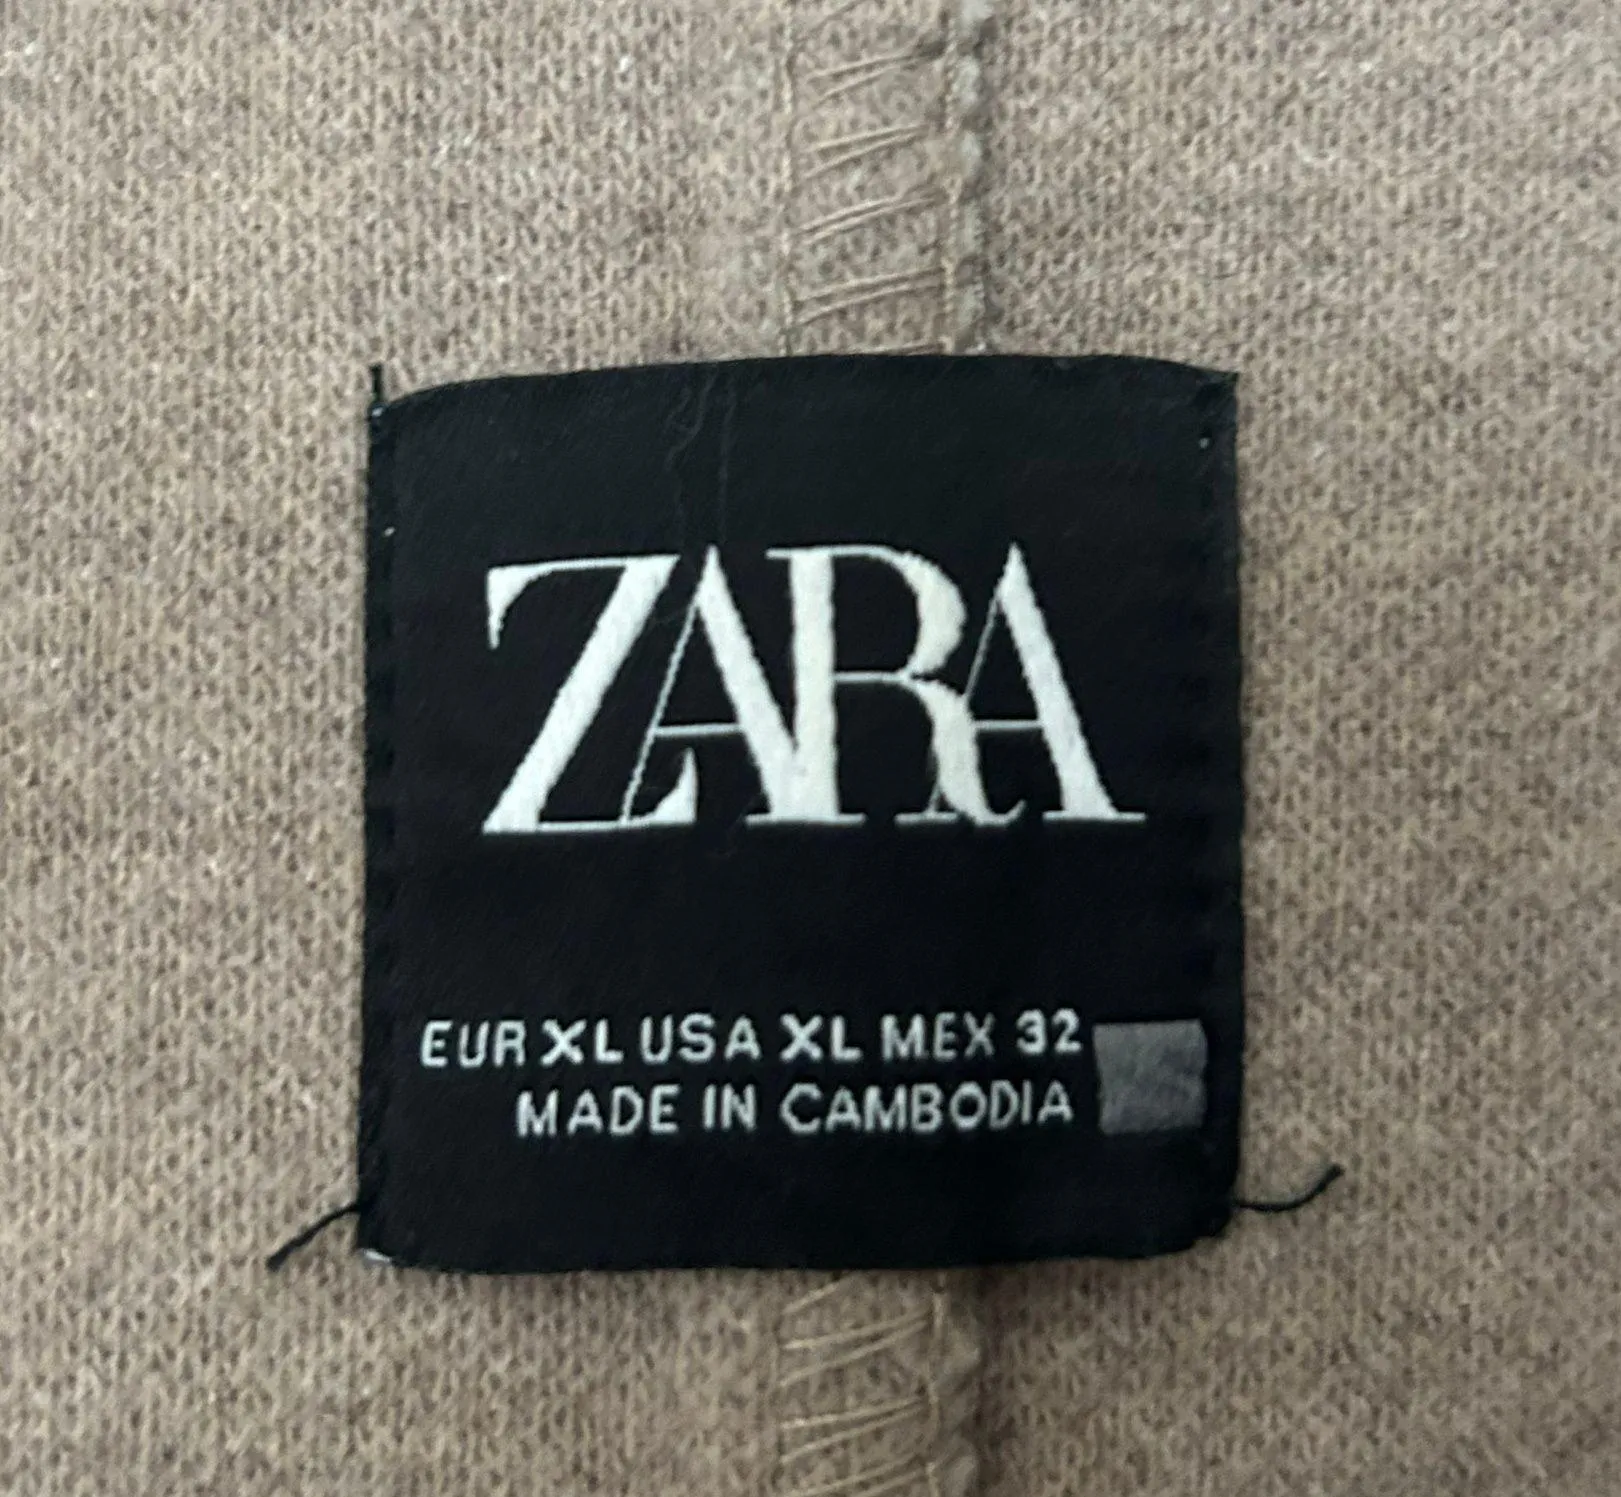 ZARA
EUR XL USA XL MEX 32
MADE IN CAMBODIA